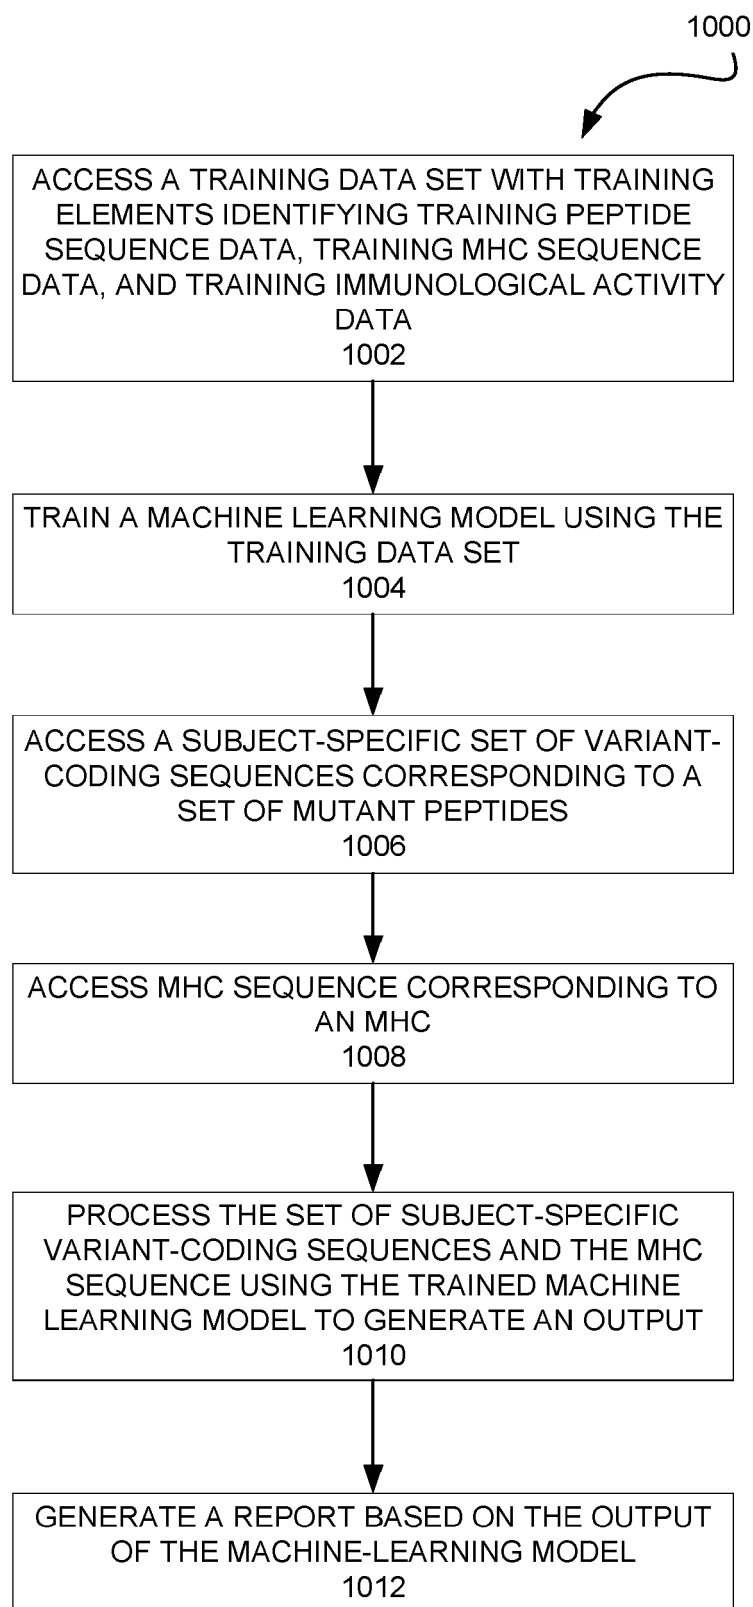 1000
ACCESS A TRAINING DATA SET WITH TRAINING
ELEMENTS IDENTIFYING TRAINING PEPTIDE
SEQUENCE DATA, TRAINING MHC SEQUENCE
DATA, AND TRAINING IMMUNOLOGICAL ACTIVITY
DATA
1002
TRAIN A MACHINE LEARNING MODEL USING THE
TRAINING DATA SET
1004
ACCESS A SUBJECT-SPECIFIC SET OF VARIANT-
CODING SEQUENCES CORRESPONDING TO A
SET OF MUTANT PEPTIDES
1006
ACCESS MHC SEQUENCE CORRESPONDING TO
AN MHC
1008
PROCESS THE SET OF SUBJECT-SPECIFIC
VARIANT-CODING SEQUENCES AND THE MHC
SEQUENCE USING THE TRAINED MACHINE
LEARNING MODEL TO GENERATE AN OUTPUT
1010
GENERATE A REPORT BASED ON THE OUTPUT
OF THE MACHINE-LEARNING MODEL
1012